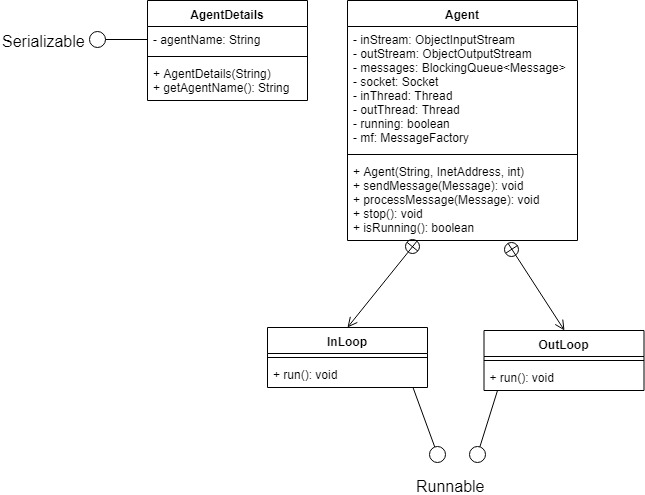 AgentDetails
Serializable
- agentName: String
+ AgentDetails(String)
+ getAgentName(): String
Agent
- inStream: ObjectInputStream
- outStream: ObjectOutputStream
- messages: BlockingQueue<Message>
- socket: Socket
- inThread: Thread
- outThread: Thread
- running: boolean
- mf: MessageFactory
+ Agent(String, InetAddress, int)
+ sendMessage(Message): void
+ processMessage(Message): void
+ stop(): void
+ isRunning(): boolean
InLoop
+ run(): void
OutLoop
+ run(): void
Runnable